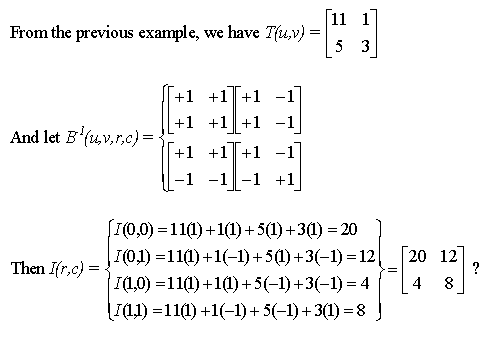 From the previous example, we have T(u,v) = [11 1
5 3]
And let B⁻¹(u,v,r,c) = { [+1 +1 [+1 −1
+1 +1] +1 −1]
[+1 +1 [+1 −1
−1 −1] −1 +1]
Then I(r,c) = { I(0,0) = 11(1) + 1(1) + 5(1) + 3(1) = 20
I(0,1) = 11(1) + 1(−1) + 5(1) + 3(−1) = 12
I(1,0) = 11(1) + 1(1) + 5(−1) + 3(−1) = 4
I(1,1) = 11(1) + 1(−1) + 5(−1) + 3(1) = 8 } = [20 12
4 8] ?